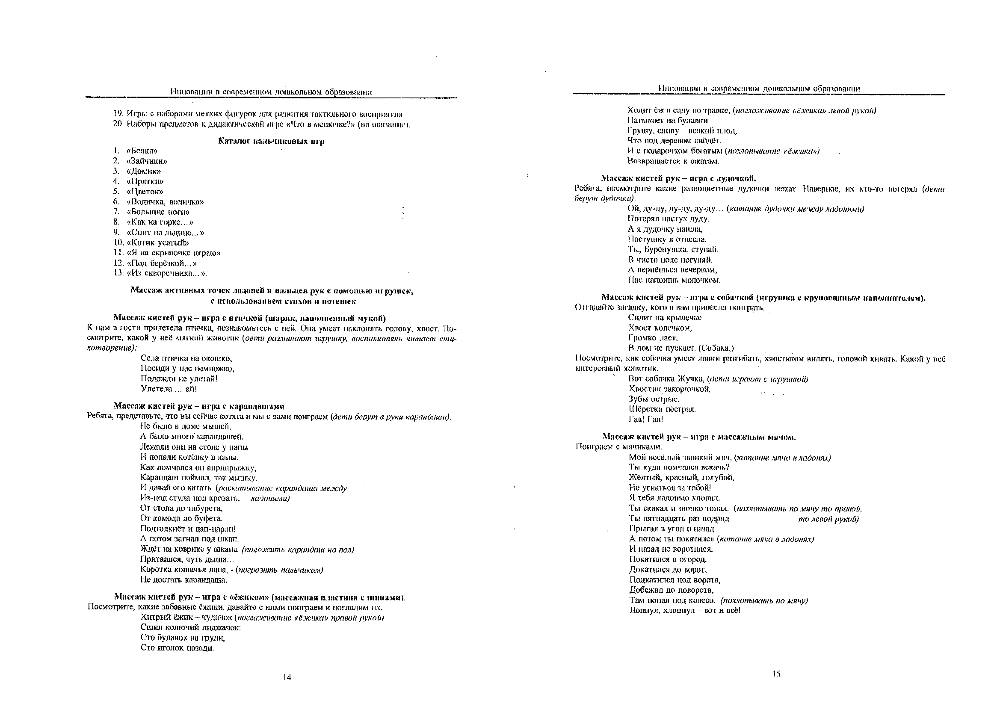 Инновации в современном дошкольном образовании
19. Игры с наборами мелких фигурок для развития тактильного восприятия
20. Наборы предметов к дидактической игре «Что в мешочке?» (на осязание).
Каталог пальчиковых игр
1. «Белка»
2. «Зайчики»
3. «Домик»
4. «Прятки»
5. «Цветок»
6. «Водичка, водичка»
7. «Большие ноги»
8. «Как на горке...»
9. «Спит на льдине...»
10. «Котик усатый»
11. «Я на скрипочке играю»
12. «Под берёзкой...»
13. «Из скворечника...».
Массаж активных точек ладоней и пальцев рук с помощью игрушек,
с использованием стихов и потешек
Массаж кистей рук – игра с птичкой (шарик, наполненный мукой)
К нам в гости прилетела птичка, познакомьтесь с ней. Она умеет наклонять голову, хвост. По-
смотрите, какой у неё мягкий животик (дети разминают игрушку, воспитатель читает сти-
хотворение):
Села птичка на окошко,
Посиди у нас немножко,
Подожди не улетай!
Улетела ... ай!
Массаж кистей рук – игра с карандашами
Ребята, представьте, что вы сейчас котята и мы с вами поиграем (дети берут в руки карандаши).
Не было в доме мышей,
А было много карандашей.
Лежали они на столе у папы
И попали котёнку в лапы.
Как помчался он вприпрыжку,
Карандаш поймал, как мышку.
И давай его катать (раскатывание карандаша между
Из-под стула под кровать, ладонями)
От стола до табурета,
От комода до буфета.
Подтолкнёт и цап-царап!
А потом загнал под шкап.
Ждёт на коврике у шкапа. (положить карандаш на пол)
Притаился, чуть дыша...
Коротка кошачья лапа, - (погрозить пальчиком)
Не достать карандаша.
Массаж кистей рук – игра с «ёжиком» (массажная пластина с шипами).
Посмотрите, какие забавные ёжики, давайте с ними поиграем и погладим их.
Хитрый ёжик – чудачок (поглаживание «ёжика» правой рукой)
Сшил колючий пиджачок:
Сто булавок на груди,
Сто иголок позади.
14
Инновации в современном дошкольном образовании
Ходит ёж в саду по травке, (поглаживание «ёжика» левой рукой)
Натыкает на булавки
Грушу, сливу – всякий плод,
Что под деревом найдёт.
И с подарочком богатым (похлопывание «ёжика»)
Возвращается к ежатам.
Массаж кистей рук – игра с дудочкой.
Ребята, посмотрите какие разноцветные дудочки лежат. Наверное, их кто-то потерял (дети
берут дудочки).
Ой, ду-ду, ду-ду, ду-ду... (катание дудочки между ладонями)
Потерял пастух дуду.
А я дудочку нашла,
Пастушку я отнесла.
Ты, Бурёнушка, ступай,
В чисто поле погуляй.
А вернёшься вечерком,
Нас напоишь молочком.
Массаж кистей рук – игра с собачкой (игрушка с круповидным наполнителем).
Отгадайте загадку, кого я вам принесла поиграть.
Сидит на крылечке
Хвост колечком,
Громко лает,
В дом не пускает. (Собака.)
Посмотрите, как собачка умеет лапки разгибать, хвостиком вилять, головой кивать. Какой у неё
интересный животик.
Вот собачка Жучка, (дети играют с игрушкой)
Хвостик закорючкой,
Зубы острые.
Шёрстка пёстрая.
Гав! Гав!
Массаж кистей рук – игра с массажным мячом.
Поиграем с мячиками.
Мой весёлый звонкий мяч, (катание мяча в ладонях)
Ты куда помчался вскачь?
Жёлтый, красный, голубой,
Не угнаться за тобой!
Я тебя ладонью хлопал.
Ты скакал и звонко топал. (похлопывать по мячу то правой,
Ты пятнадцать раз подряд то левой рукой)
Прыгал в угол и назад.
А потом ты покатился (катание мяча в ладонях)
И назад не воротился.
Покатился в огород,
Докатился до ворот,
Подкатился под ворота,
Добежал до поворота,
Там попал под колесо. (похлопывать по мячу)
Лопнул, хлопнул – вот и всё!
15